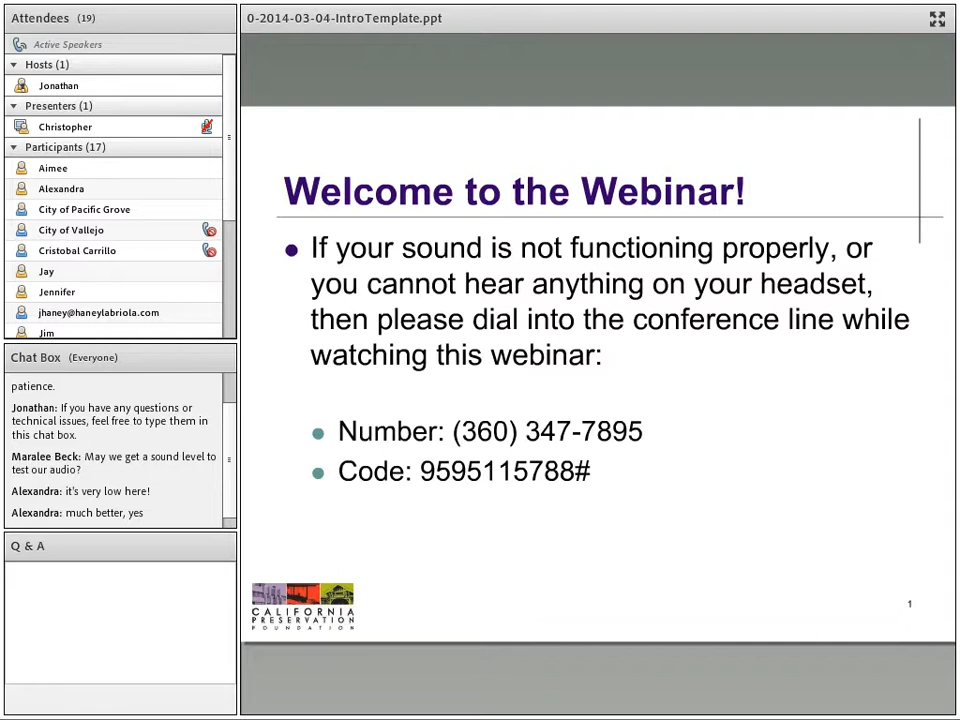 Attendees (19)
Active Speakers
Hosts (1)
Jonathan
Presenters (1)
Christopher
Participants (17)
Aimee
Alexandra
City of Pacific Grove
City of Vallejo
Cristobal Carrillo
Jay
Jennifer
jhaney@haneylabriola.com
Jim
Chat Box (Everyone)
patience.
Jonathan: If you have any questions or
technical issues, feel free to type them in
this chat box.
Maralee Beck: May we get a sound level to
test our audio?
Alexandra: it's very low here!
Alexandra: much better, yes
Q & A
0-2014-03-04-IntroTemplate.ppt
Welcome to the Webinar!
If your sound is not functioning properly, or
you cannot hear anything on your headset,
then please dial into the conference line while
watching this webinar:
Number: (360) 347-7895
Code: 9595115788#
CALIFORNIA
PRESERVATION
FOUNDATION
1